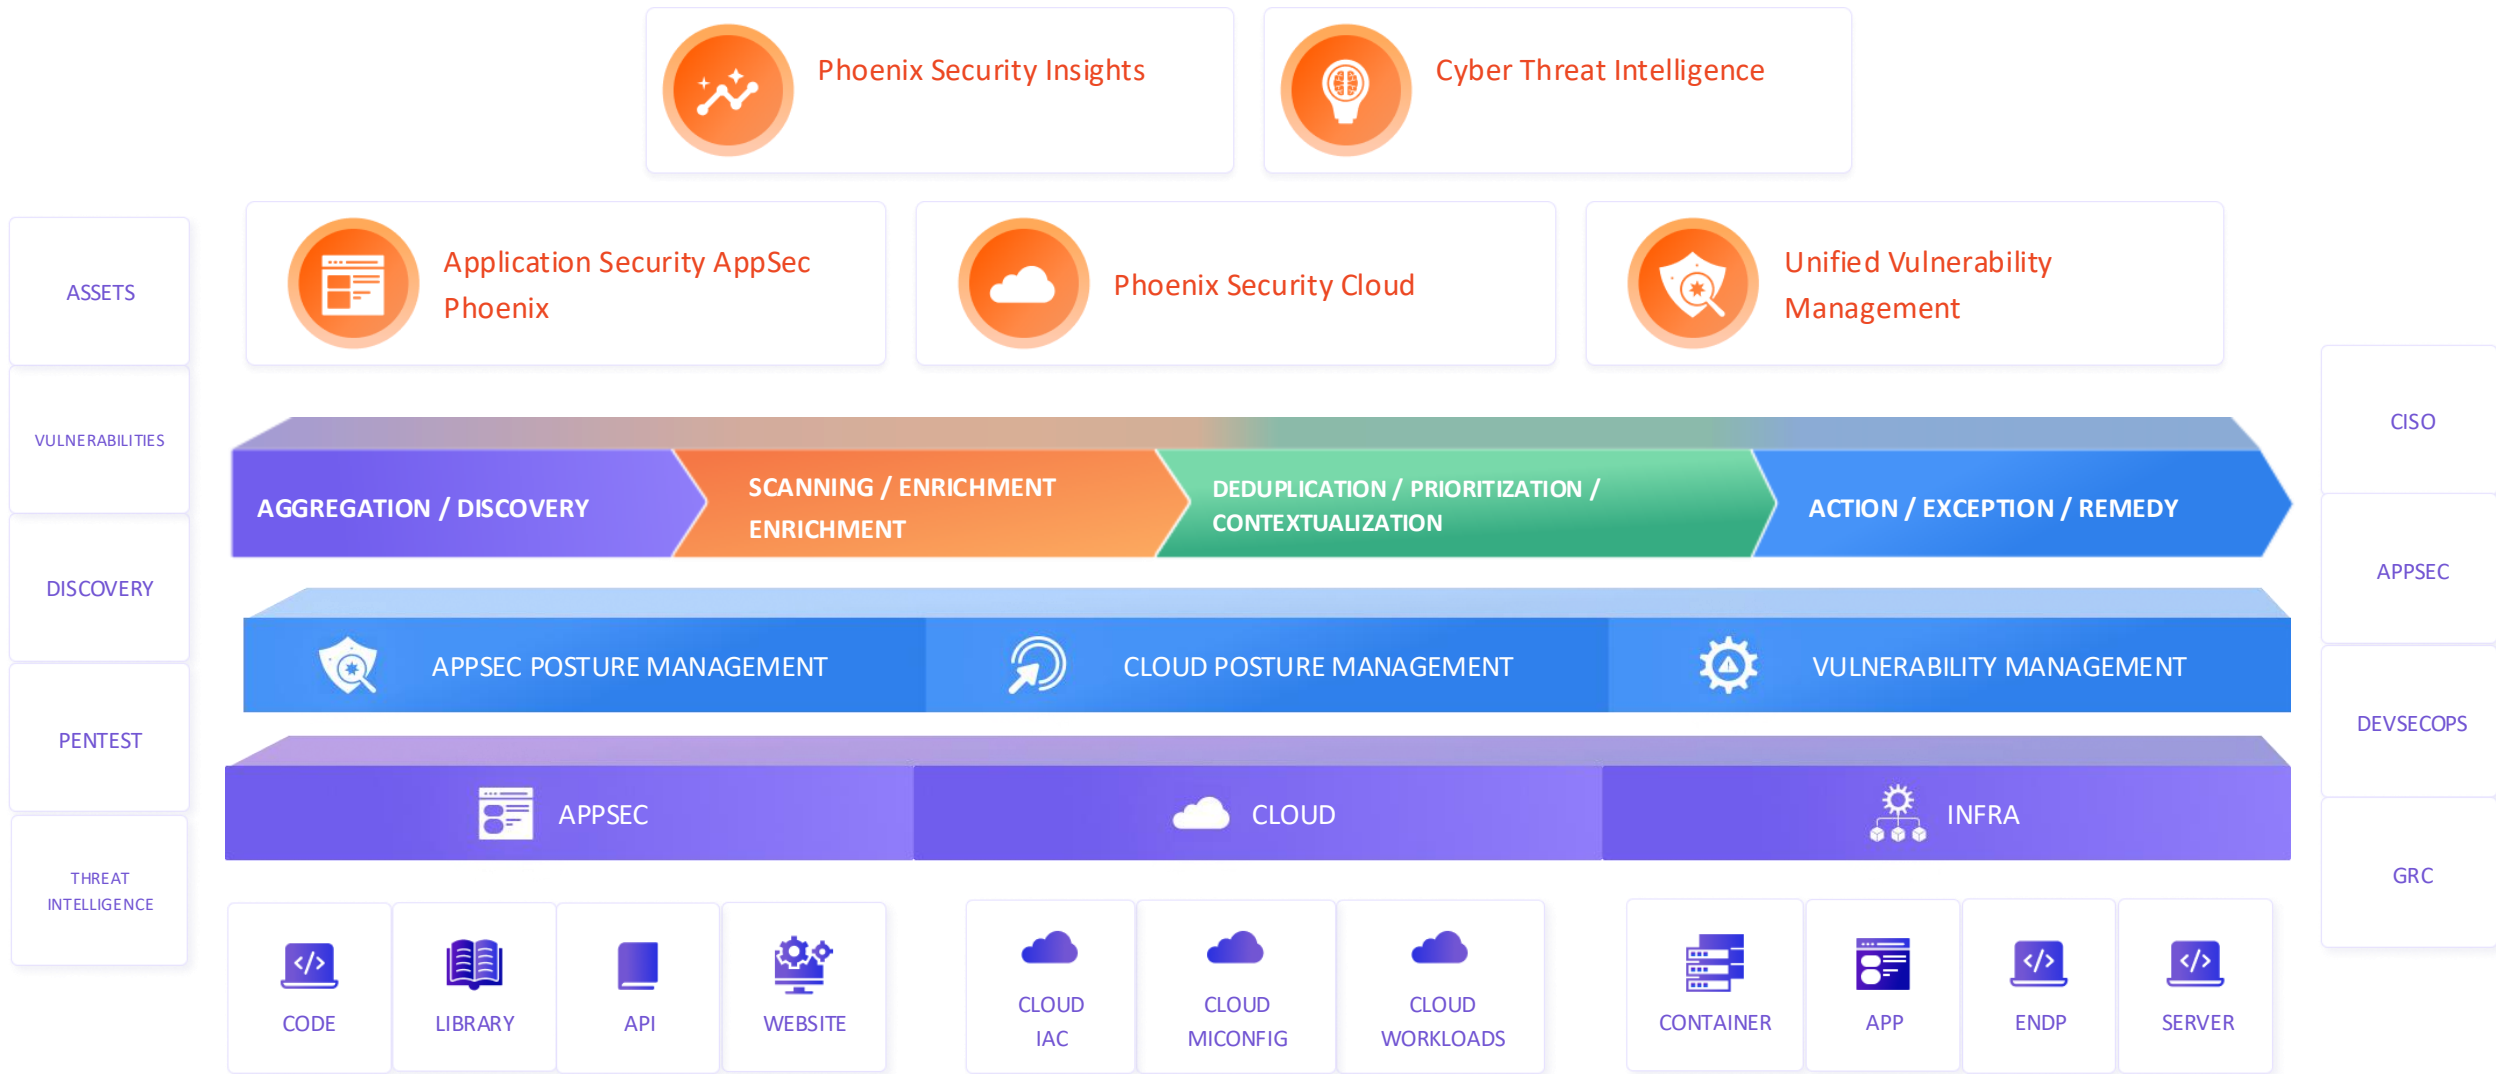 Phoenix Security Insights
Cyber Threat Intelligence
Application Security AppSec
Phoenix
Phoenix Security Cloud
Unified Vulnerability
Management
ASSETS
VULNERABILITIES
DISCOVERY
PENTEST
THREAT
INTELLIGENCE
AGGREGATION / DISCOVERY
SCANNING / ENRICHMENT
ENRICHMENT
DEDUPLICATION / PRIORITIZATION /
CONTEXTUALIZATION
ACTION / EXCEPTION / REMEDY
APPSEC POSTURE MANAGEMENT
CLOUD POSTURE MANAGEMENT
VULNERABILITY MANAGEMENT
APPSEC
CLOUD
INFRA
CODE
LIBRARY
API
WEBSITE
CLOUD
IAC
CLOUD
MICONFIG
CLOUD
WORKLOADS
CONTAINER
APP
ENDP
SERVER
CISO
APPSEC
DEVSECOPS
GRC